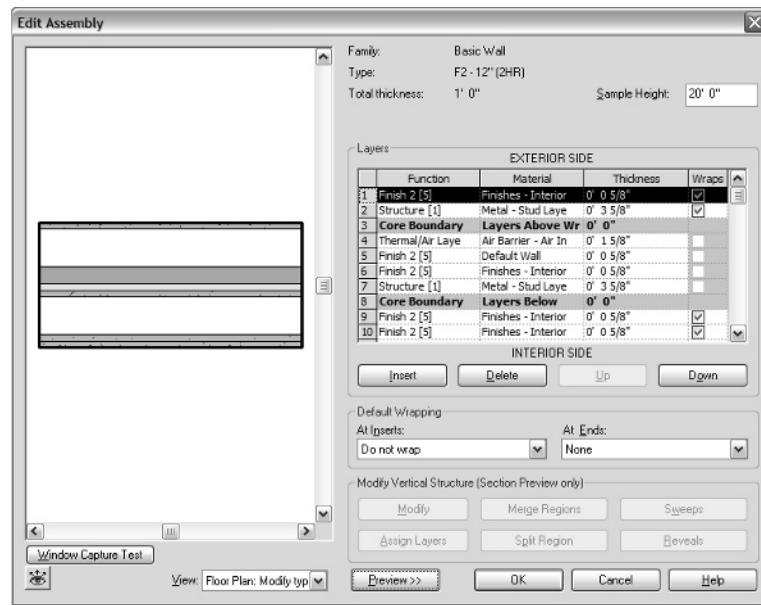 Edit Assembly
Family: Basic Wall
Type: F2 - 12" (2HR)
Total thickness: 1' 0" Sample Height: 20' 0"
Layers
EXTERIOR SIDE
Function Material Thickness Wraps
1 Finish 2 [5] Finishes - Interior 0' 0 5/8"
2 Structure [1] Metal - Stud Laye 0' 3 5/8"
3 Core Boundary Layers Above Wr 0' 0"
4 Thermal/Air Laye Air Barrier - Air In 0' 1 5/8"
5 Finish 2 [5] Default Wall 0' 0 5/8"
6 Finish 2 [5] Finishes - Interior 0' 0 5/8"
7 Structure [1] Metal - Stud Laye 0' 3 5/8"
8 Core Boundary Layers Below 0' 0"
9 Finish 2 [5] Finishes - Interior 0' 0 5/8"
10 Finish 2 [5] Finishes - Interior 0' 0 5/8"
INTERIOR SIDE
Insert Delete Up Down
Default Wrapping
At Inserts: At Ends:
Do not wrap None
Modify Vertical Structure (Section Preview only)
Modify Merge Regions Sweeps
Assign Layers Split Region Reveals
Window Capture Test
View: Floor Plan: Modify typ Preview >> OK Cancel Help